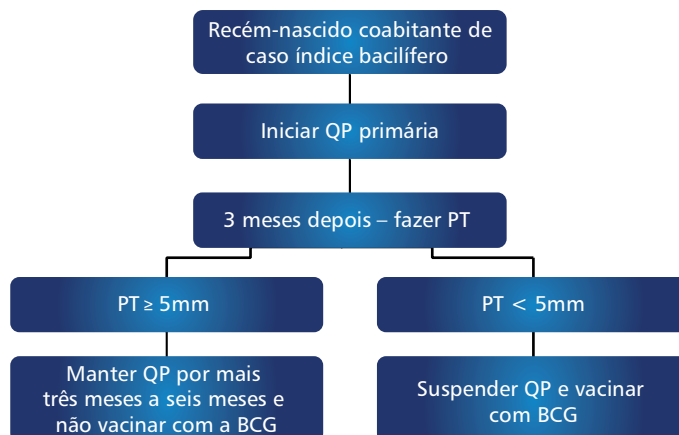 Recém-nascido coabitante de
caso índice bacilífero
Iniciar QP primária
3 meses depois – fazer PT
PT ≥ 5mm
PT < 5mm
Manter QP por mais
três meses a seis meses e
não vacinar com a BCG
Suspender QP e vacinar
com BCG